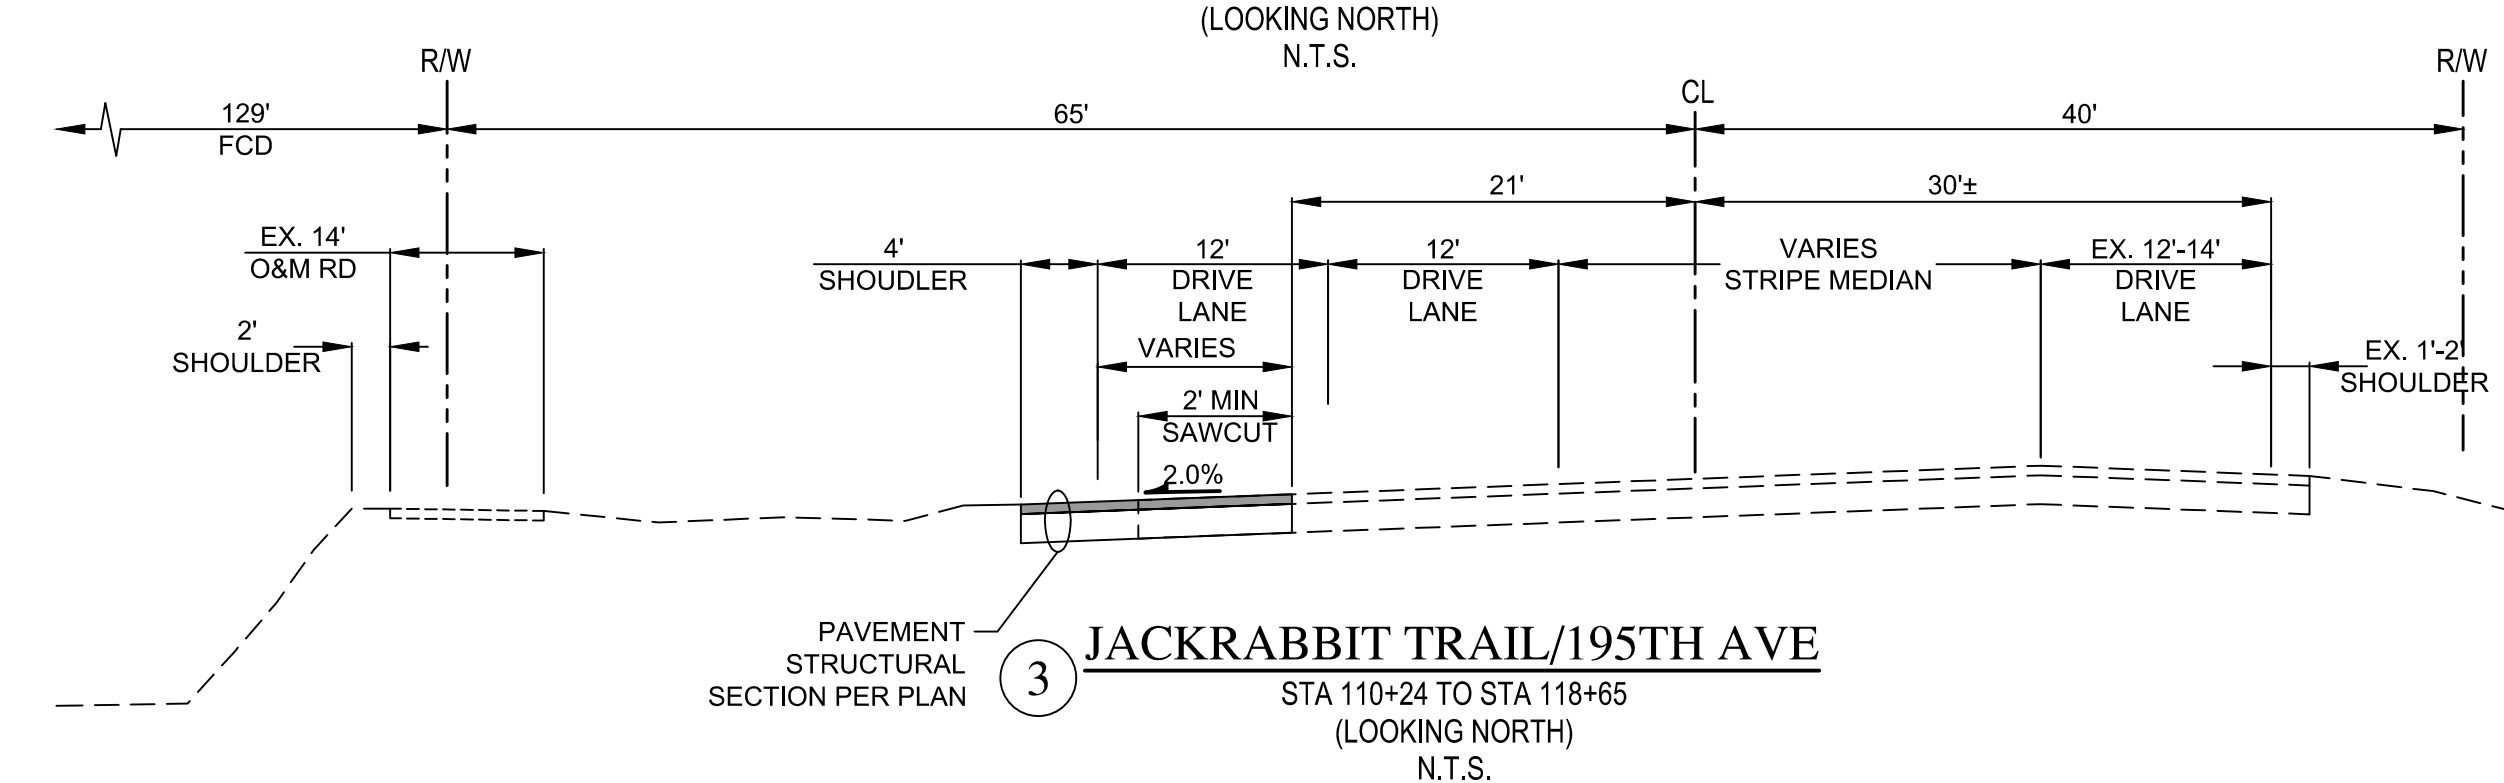 (LOOKING NORTH)
N.T.S.
R/W
R/W
CL
129'
FCD
65'
40'
21'
30'±
EX. 14'
O&M RD
4'
SHOUDLER
12'
DRIVE
LANE
12'
DRIVE
LANE
VARIES
STRIPE MEDIAN
EX. 12'-14'
DRIVE
LANE
2'
SHOULDER
VARIES
EX. 1'-2'
SHOULDER
2' MIN
SAWCUT
2.0%
PAVEMENT
STRUCTURAL
SECTION PER PLAN
3
JACKRABBIT TRAIL/195TH AVE
STA 110+24 TO STA 118+65
(LOOKING NORTH)
N.T.S.